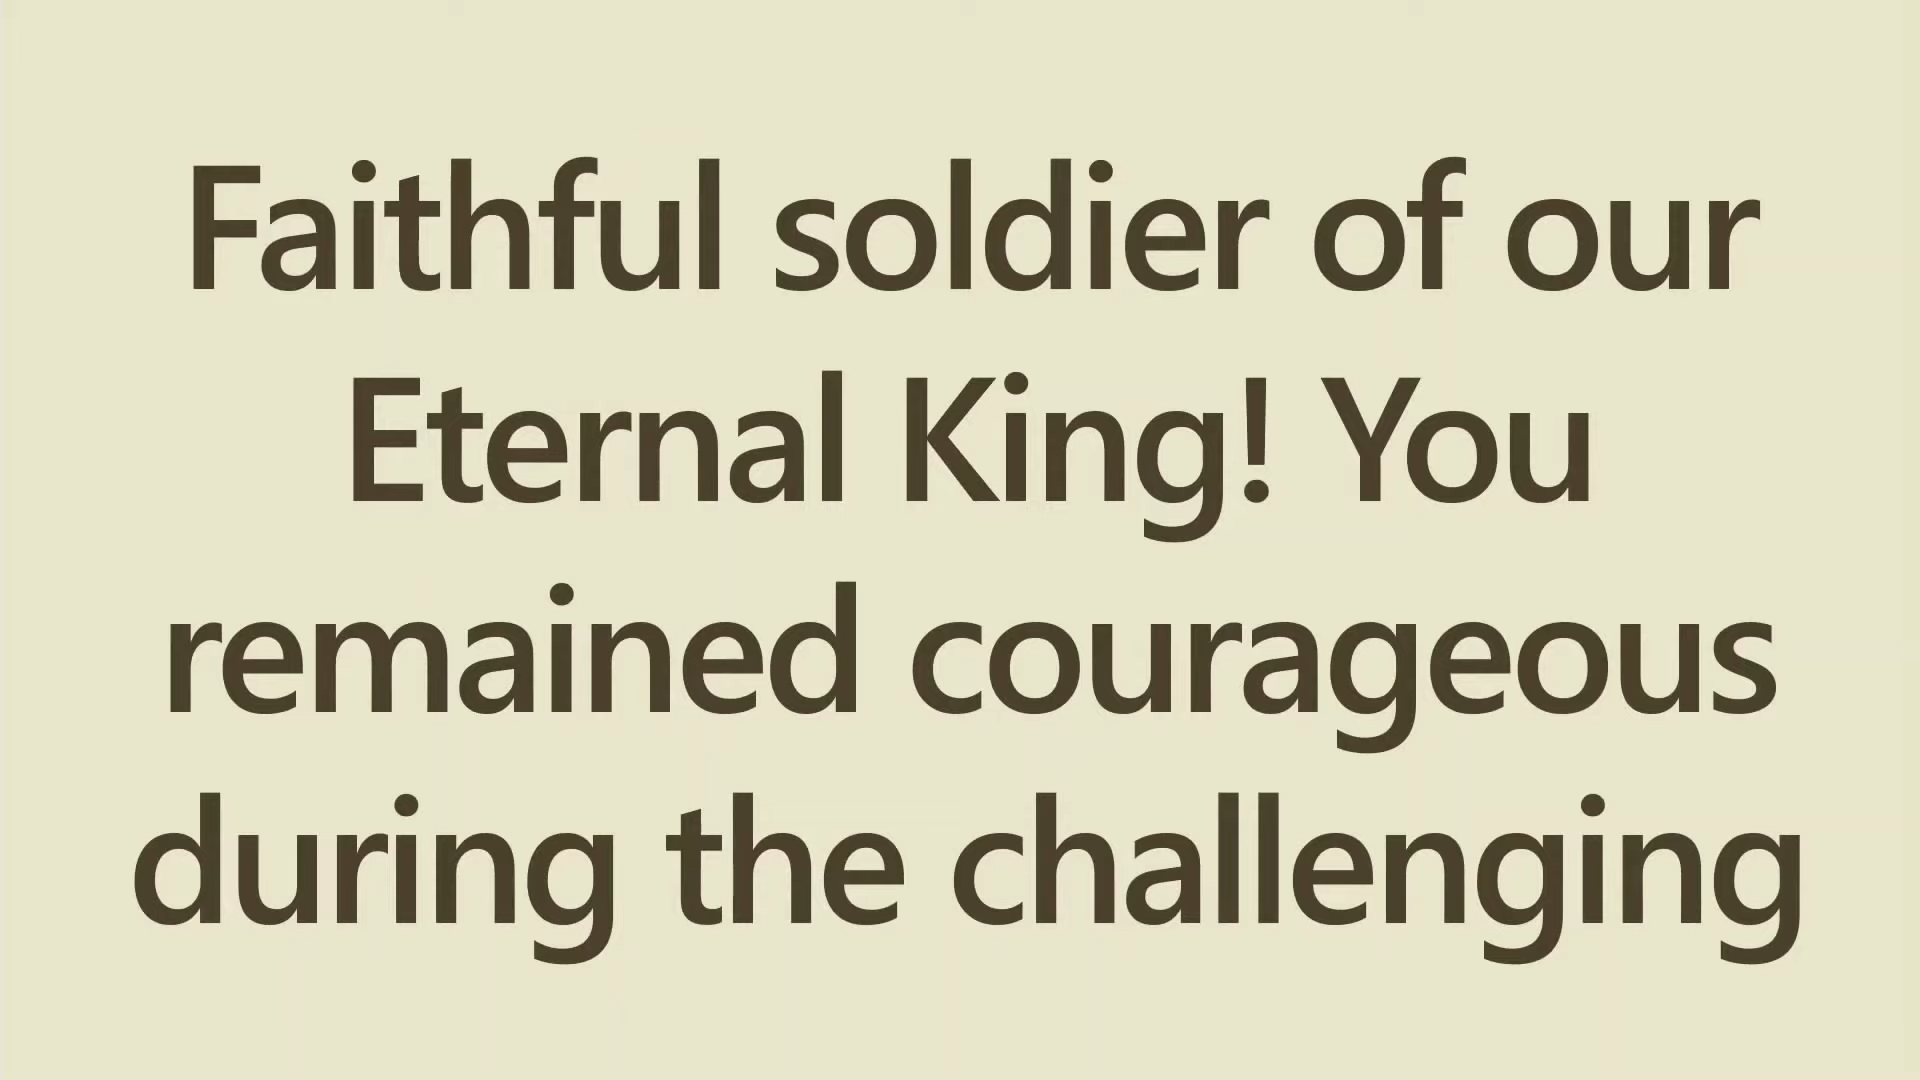 Faithful soldier of our
Eternal King! You
remained courageous
during the challenging